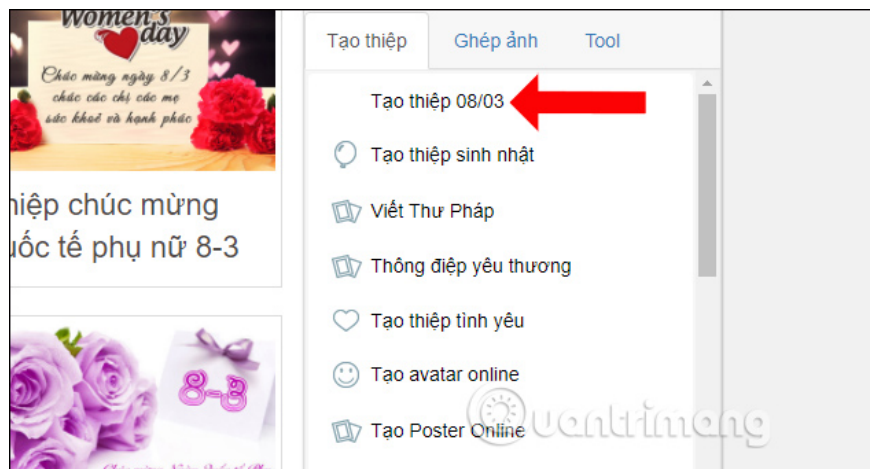 Women's
day
Chúc mừng ngày 8/3
chúc các chị các mẹ
sức khoẻ và hạnh phúc
hiệp chúc mừng
uốc tế phụ nữ 8-3
8-3
Tạo thiệp
Ghép ảnh
Tool
Tạo thiệp 08/03
Tạo thiệp sinh nhật
Viết Thư Pháp
Thông điệp yêu thương
Tạo thiệp tình yêu
Tạo avatar online
Tạo Poster Online
Quantrimang